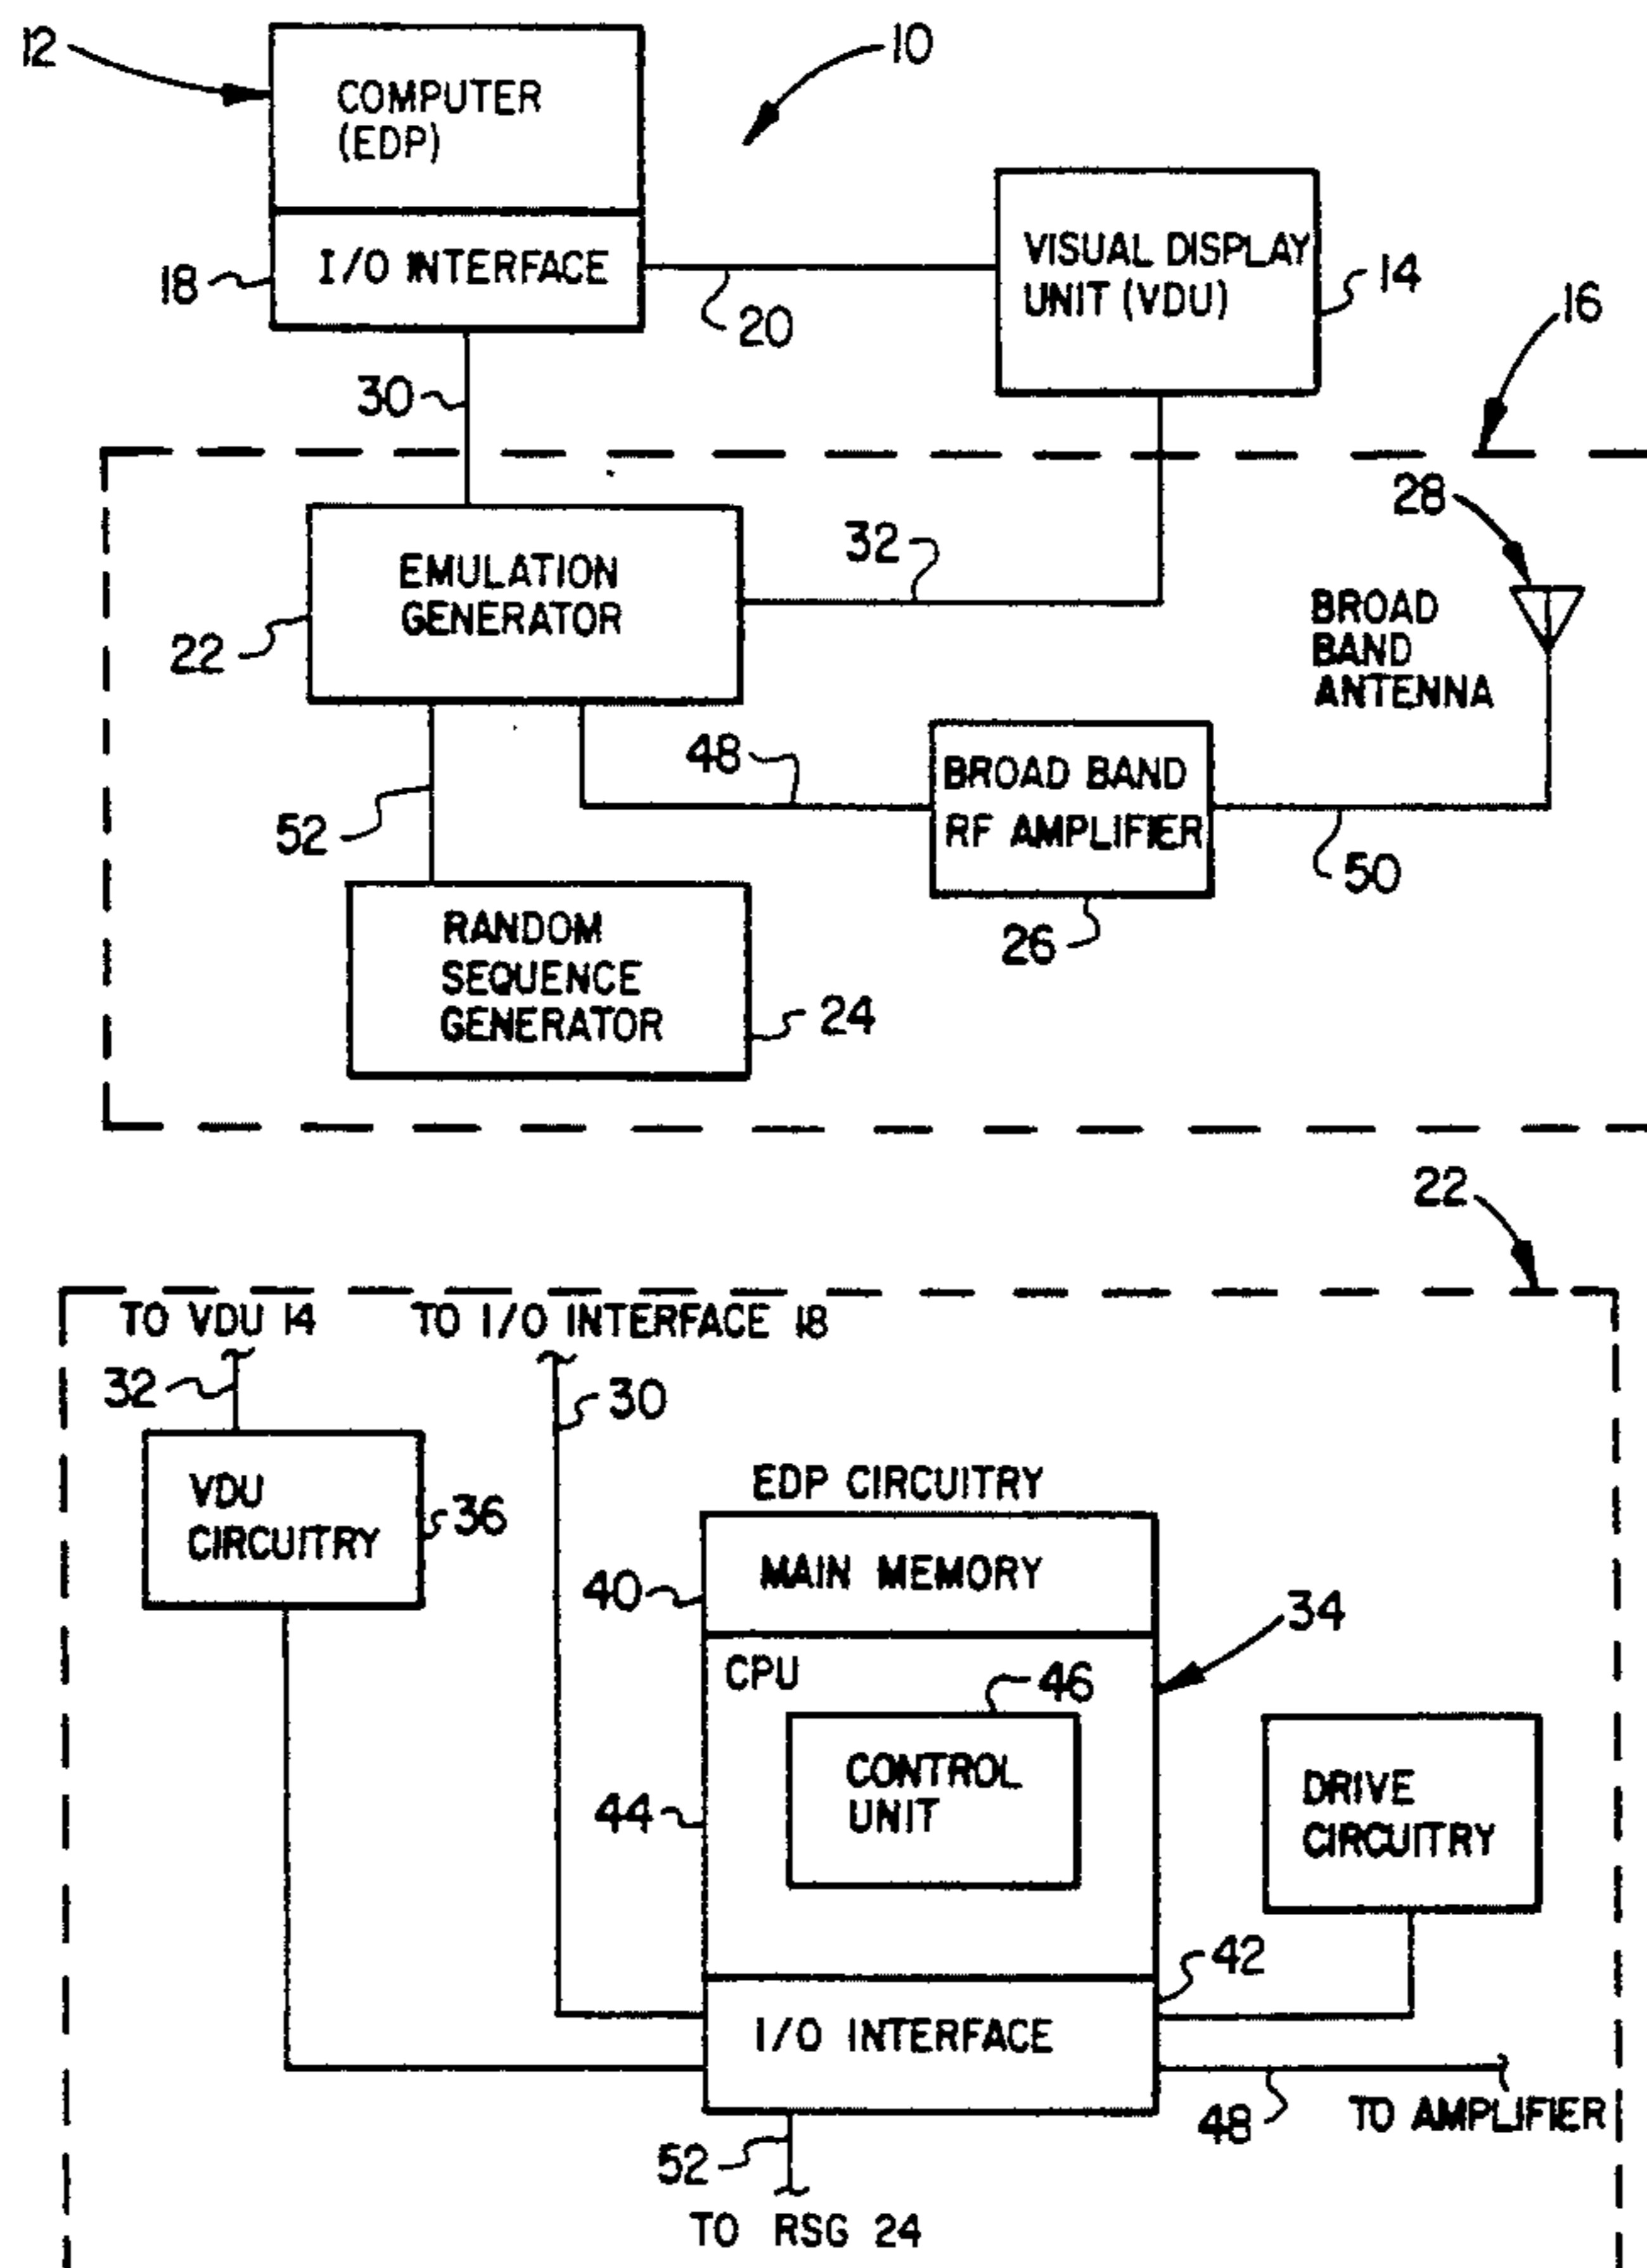 12
10
COMPUTER
(EDP)
VISUAL DISPLAY
UNIT (VDU)
14
I/O INTERFACE
18
20
16
30
28
EMULATION
GENERATOR
22
32
BROAD
BAND
ANTENNA
48
BROAD BAND
RF AMPLIFIER
50
26
52
RANDOM
SEQUENCE
GENERATOR
24
22
TO VDU 14
TO I/O INTERFACE 18
32
30
VDU
CIRCUITRY
36
EDP CIRCUITRY
MAIN MEMORY
40
34
CPU
46
CONTROL
UNIT
44
DRIVE
CIRCUITRY
42
I/O INTERFACE
48
TO AMPLIFIER
52
TO RSG 24